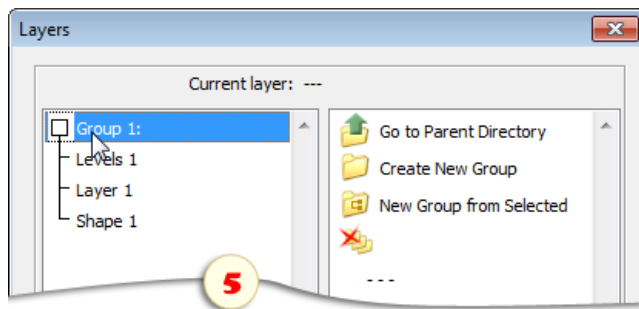 Layers
Current layer: ---
Group 1:
Levels 1
Layer 1
Shape 1
Go to Parent Directory
Create New Group
New Group from Selected
---
5